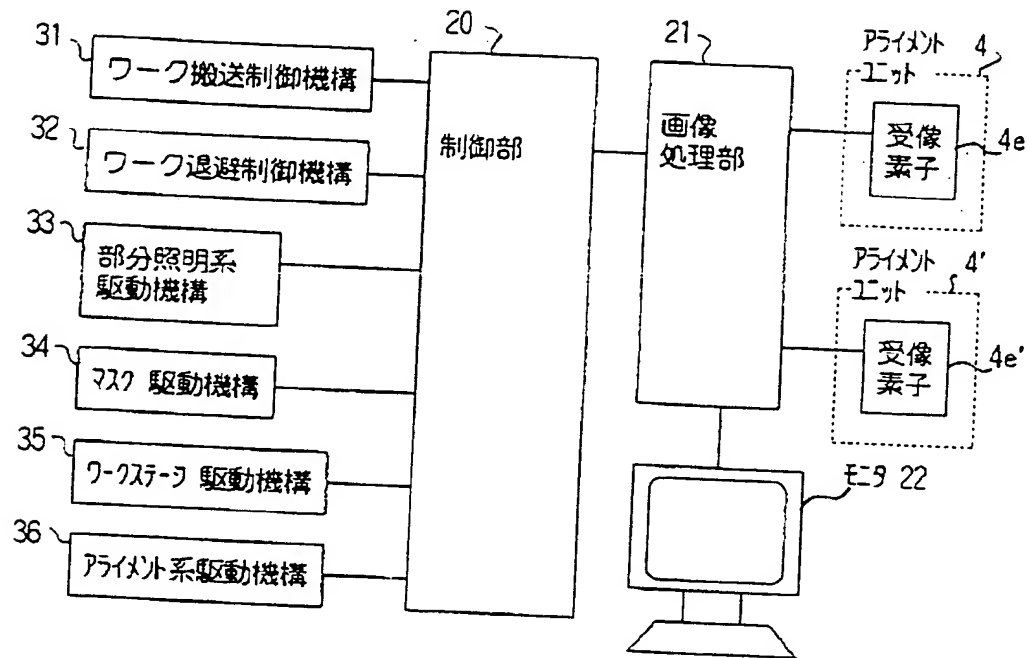 31
ワーク搬送制御機構
32
ワーク退避制御機構
33
部分照明系
駆動機構
34
マスク 駆動機構
35
ワークステージ 駆動機構
36
アライメント系駆動機構
20
制御部
21
画像
処理部
アライメント
ユニット
4
受像
素子
4e
アライメント
ユニット
4'
受像
素子
4e'
モニタ 22